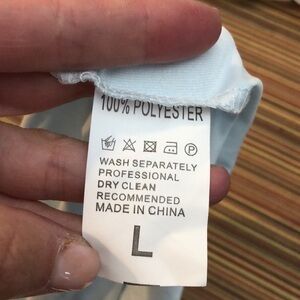 100% POLYESTER
WASH SEPARATELY
PROFESSIONAL
DRY CLEAN
RECOMMENDED
MADE IN CHINA
L